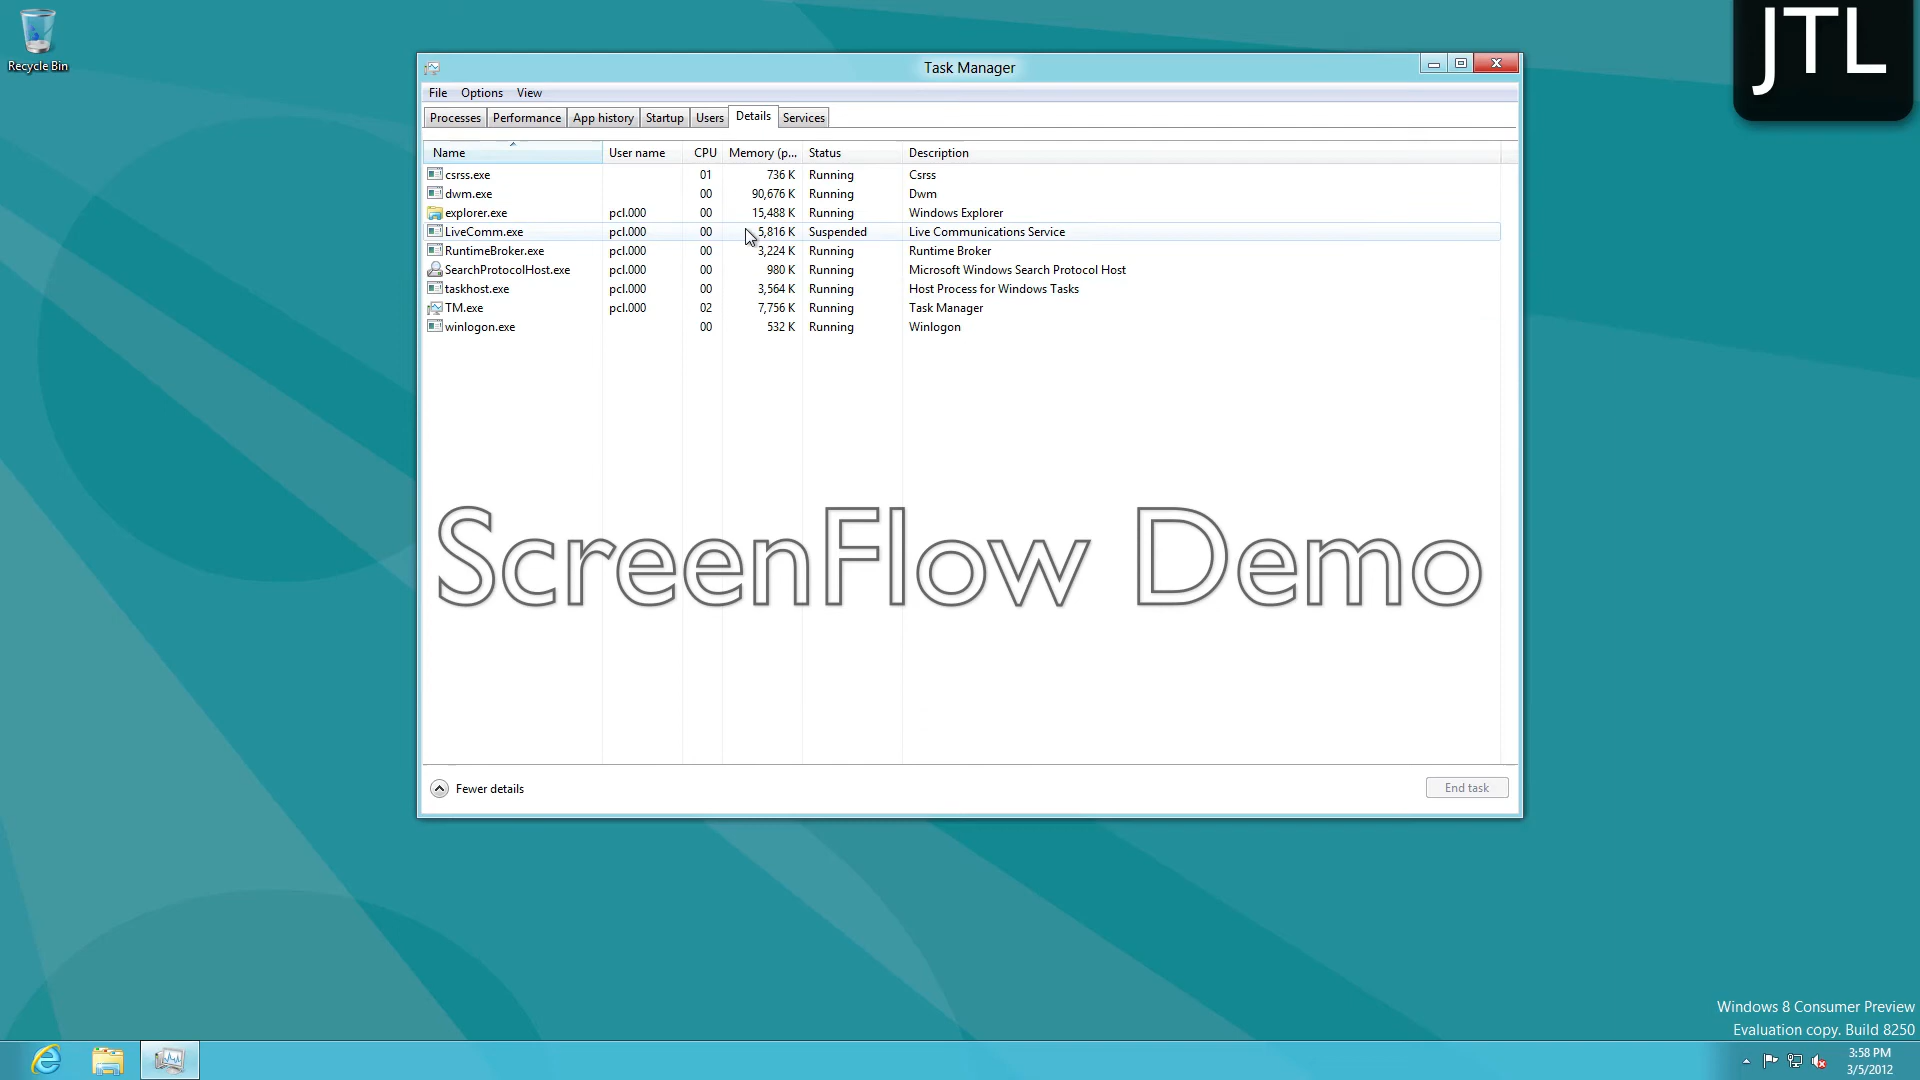 JTL
Recycle Bin
Task Manager
File Options View
Processes Performance App history Startup Users Details Services
Name User name CPU Memory (p... Status Description
csrss.exe 01 736 K Running Csrss
dwm.exe 00 90,676 K Running Dwm
explorer.exe pcl.000 00 15,488 K Running Windows Explorer
LiveComm.exe pcl.000 00 5,816 K Suspended Live Communications Service
RuntimeBroker.exe pcl.000 00 3,224 K Running Runtime Broker
SearchProtocolHost.exe pcl.000 00 980 K Running Microsoft Windows Search Protocol Host
taskhost.exe pcl.000 00 3,564 K Running Host Process for Windows Tasks
TM.exe pcl.000 02 7,756 K Running Task Manager
winlogon.exe 00 532 K Running Winlogon
ScreenFlow Demo
Fewer details End task
Windows 8 Consumer Preview
Evaluation copy. Build 8250
3:58 PM
3/5/2012